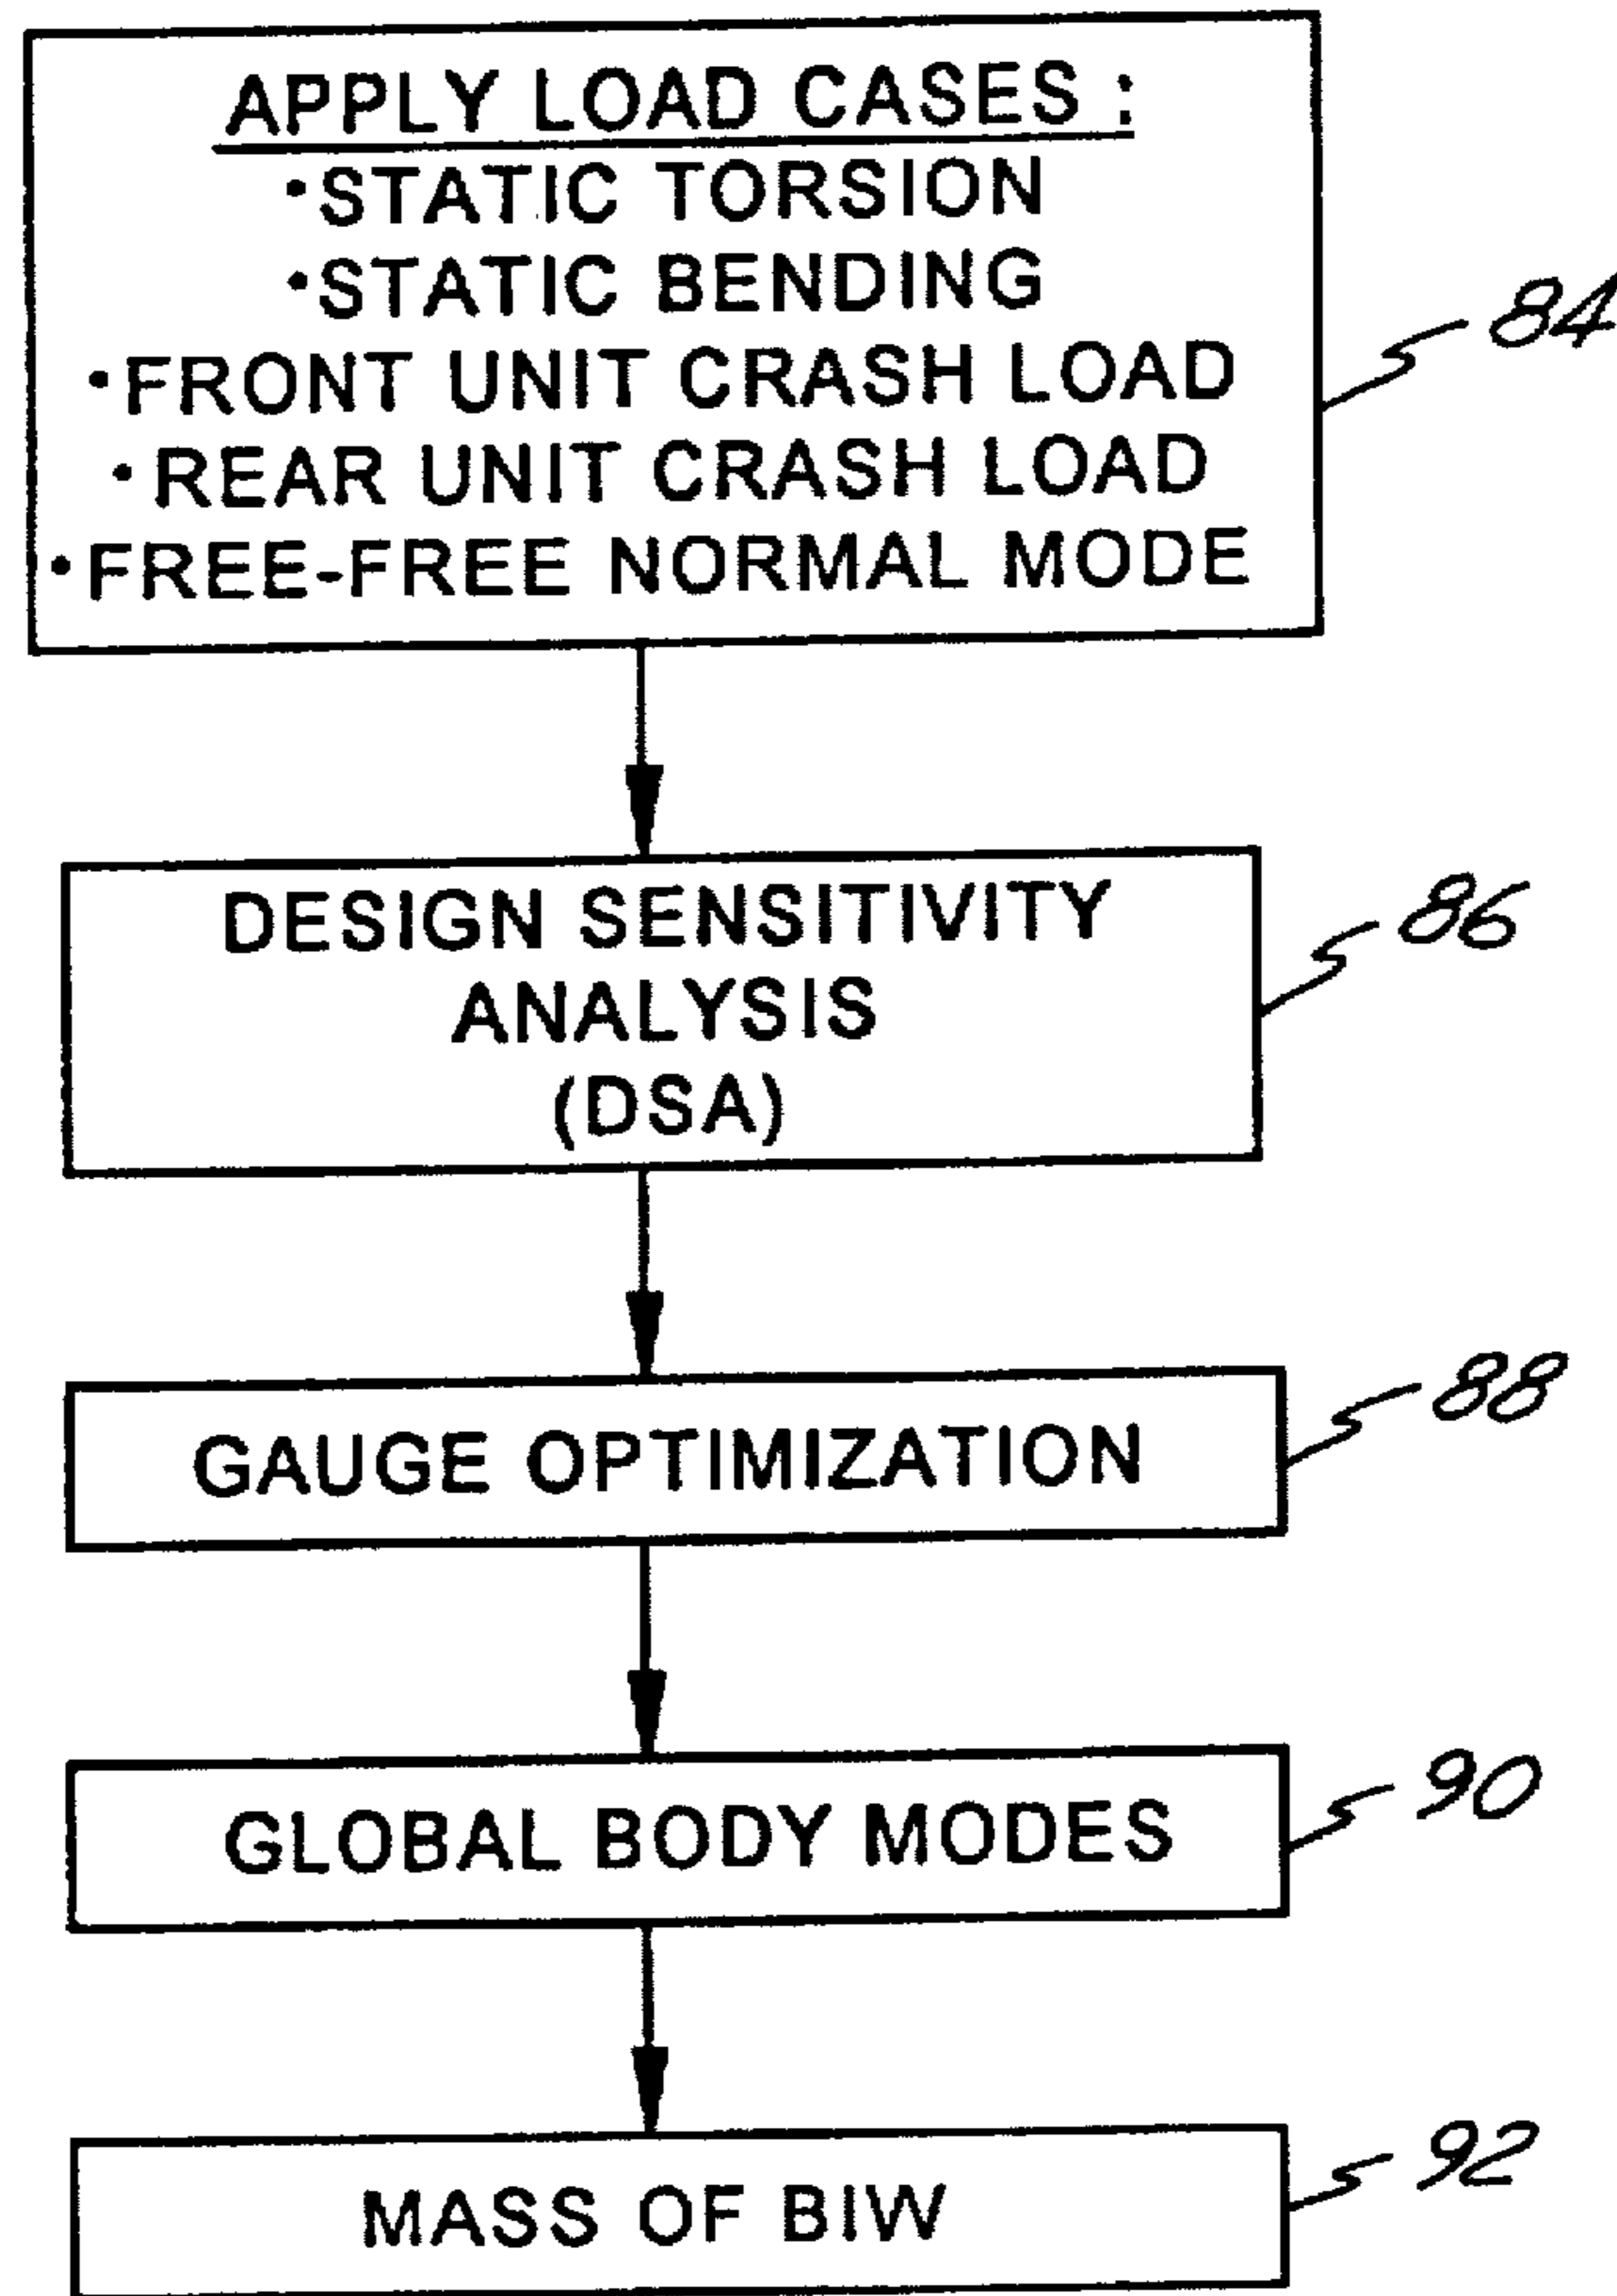 APPLY LOAD CASES :
•STATIC TORSION
•STATIC BENDING
•FRONT UNIT CRASH LOAD
•REAR UNIT CRASH LOAD
•FREE-FREE NORMAL MODE
84
DESIGN SENSITIVITY
ANALYSIS
(DSA)
86
GAUGE OPTIMIZATION
88
GLOBAL BODY MODES
90
MASS OF BIW
92